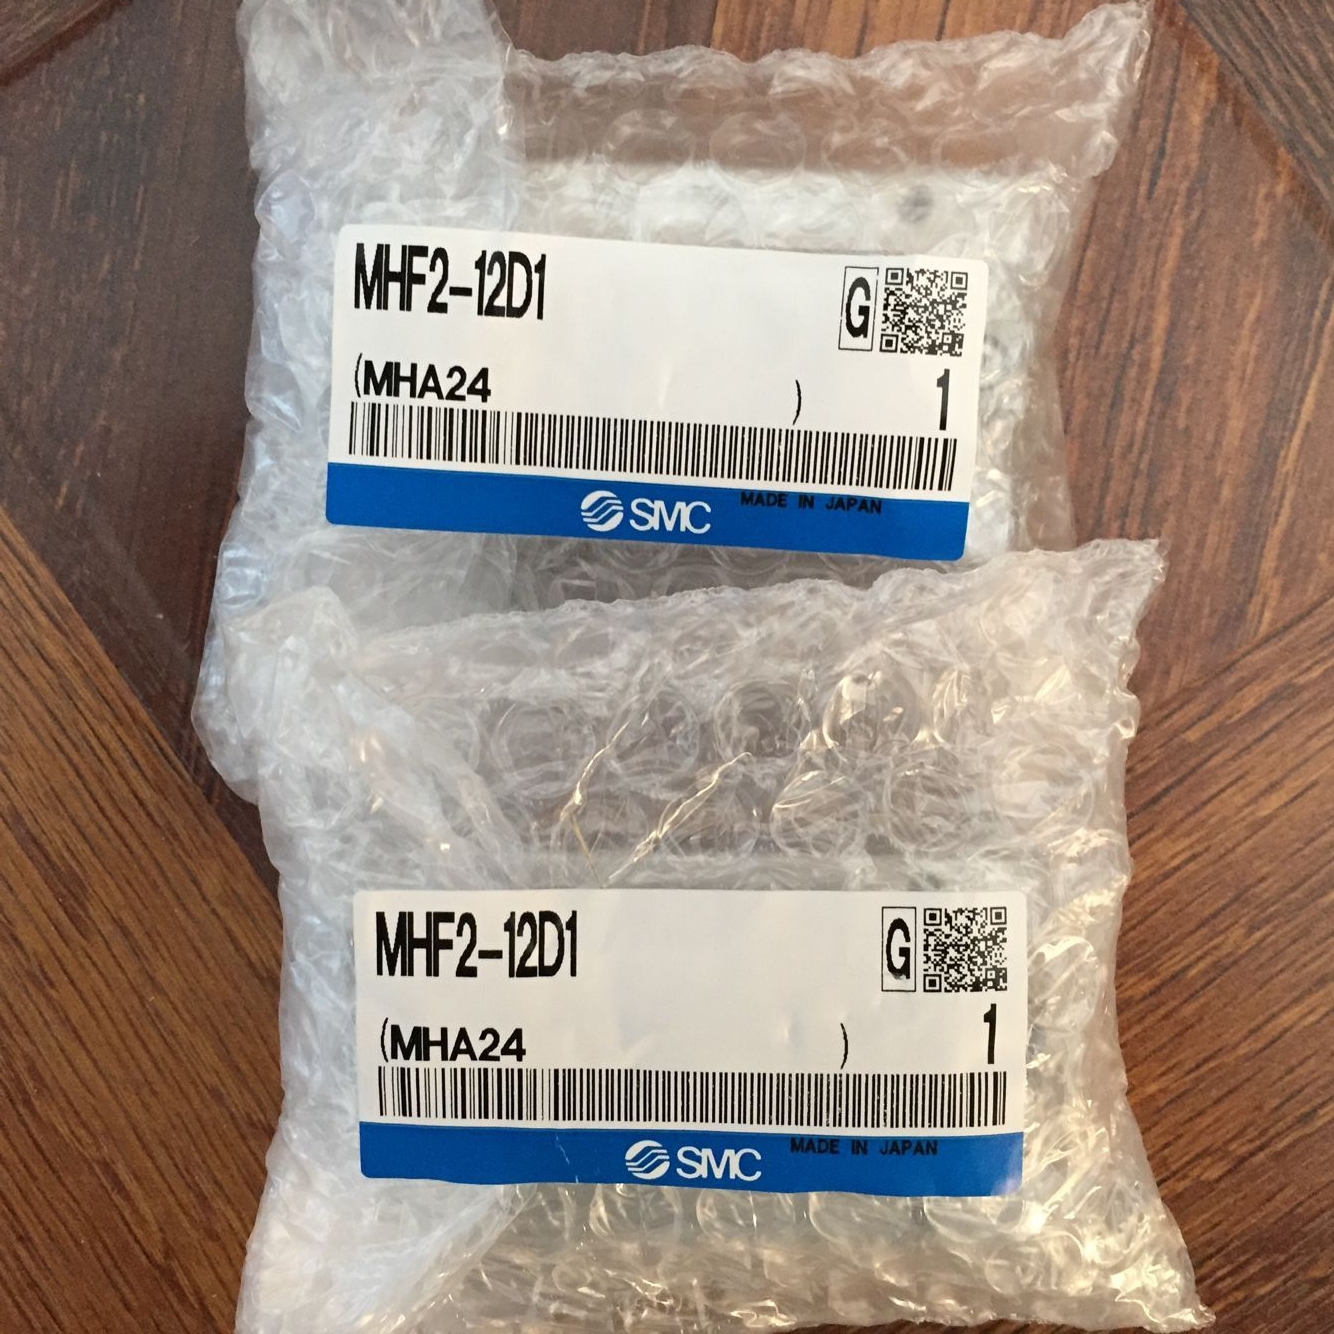 MHF2-12D1
G
(MHA24 )
1
SMC
MADE IN JAPAN
MHF2-12D1
G
(MHA24 )
1
SMC
MADE IN JAPAN